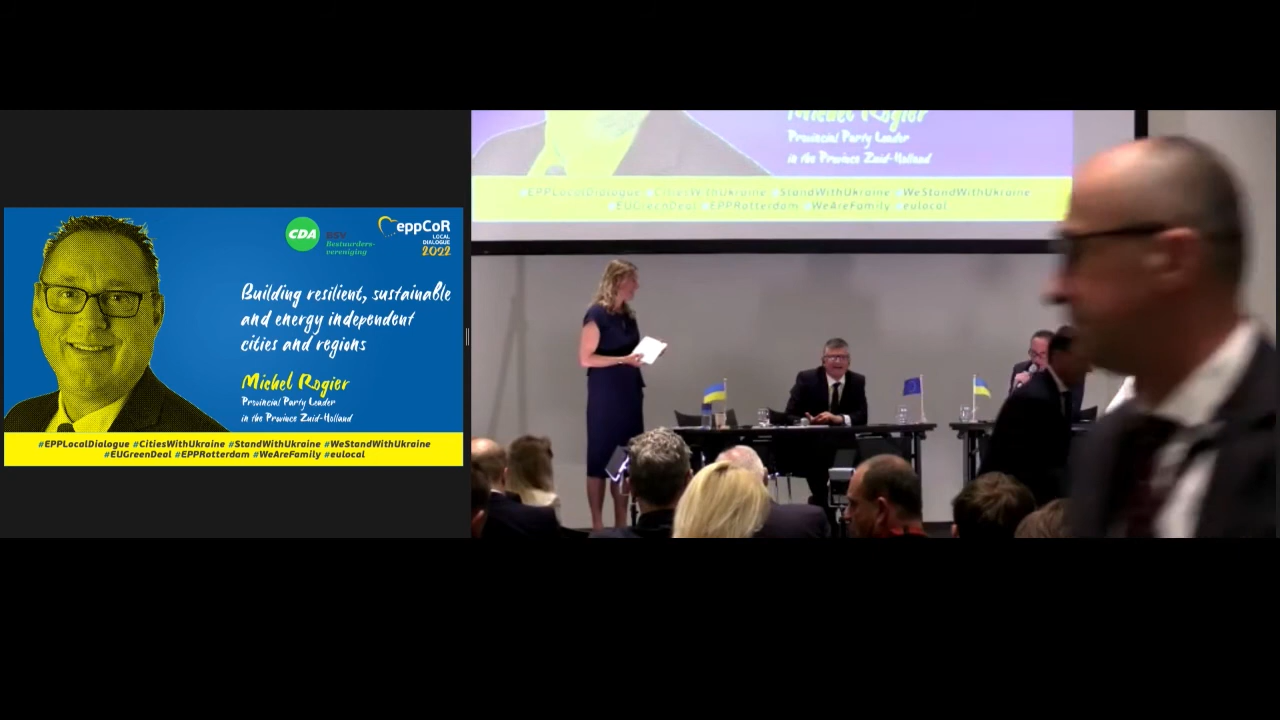 CDA
BSV
Bestuurders-
vereniging
eppCoR
LOCAL
DIALOGUE
2022
Building resilient, sustainable
and energy independent
cities and regions
Michel Rogier
Provincial Party Leader
in the Province Zuid-Holland
#EPPLocalDialogue #CitiesWithUkraine #StandWithUkraine #WeStandWithUkraine
#EUGreenDeal #EPPRotterdam #WeAreFamily #eulocal
Michel Rogier
Provincial Party Leader
in the Province Zuid-Holland
#EPPLocalDialogue #CitiesWithUkraine #StandWithUkraine #WeStandWithUkraine
#EUGreenDeal #EPPRotterdam #WeAreFamily #eulocal